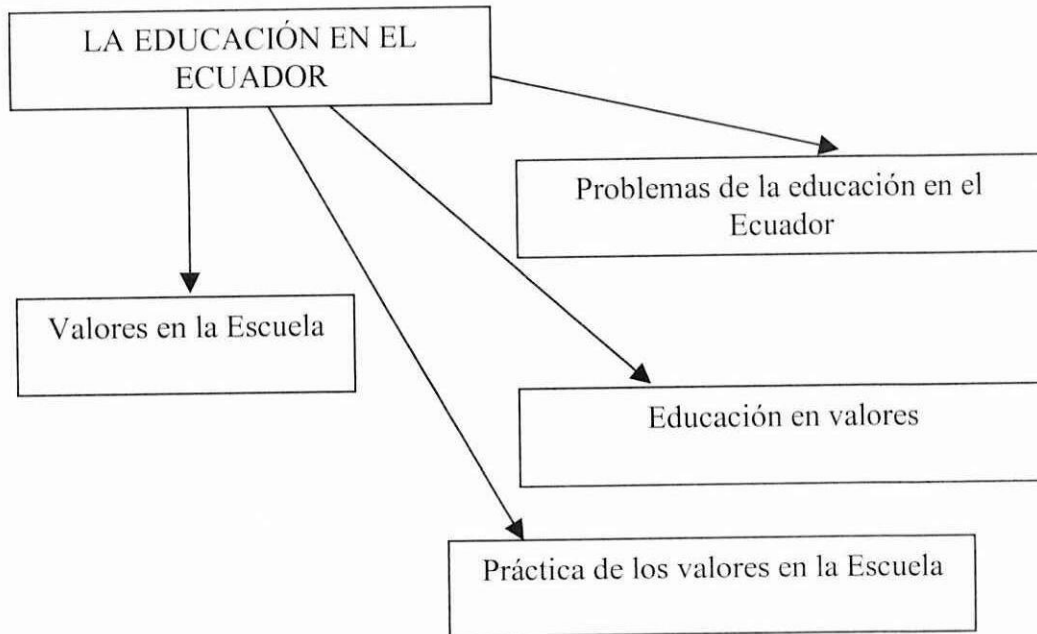 LA EDUCACIÓN EN EL
ECUADOR
Problemas de la educación en el
Ecuador
Valores en la Escuela
Educación en valores
Práctica de los valores en la Escuela